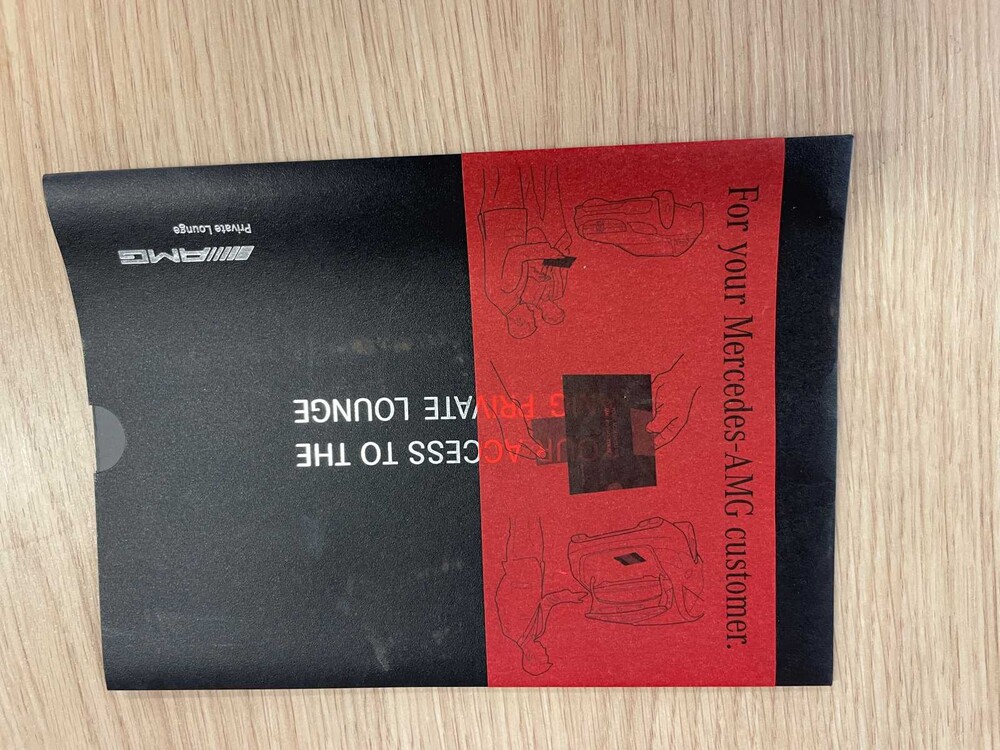 YOUR ACCESS TO THE
AMG PRIVATE LOUNGE
AMG
Private Lounge
For your Mercedes-AMG customer.